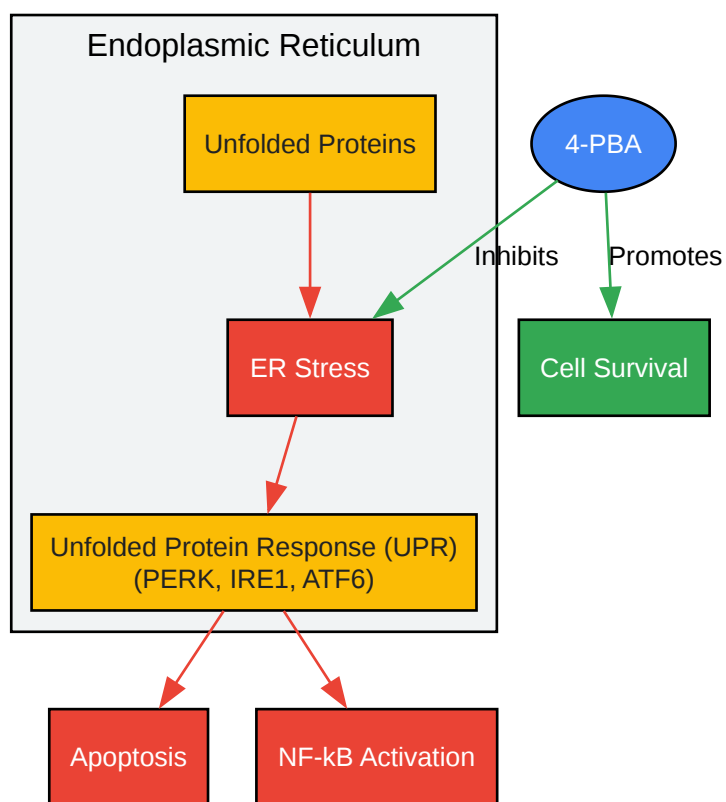 Endoplasmic Reticulum
Unfolded Proteins
4-PBA
Inhibits
Promotes
ER Stress
Cell Survival
Unfolded Protein Response (UPR)
(PERK, IRE1, ATF6)
Apoptosis
NF-kB Activation